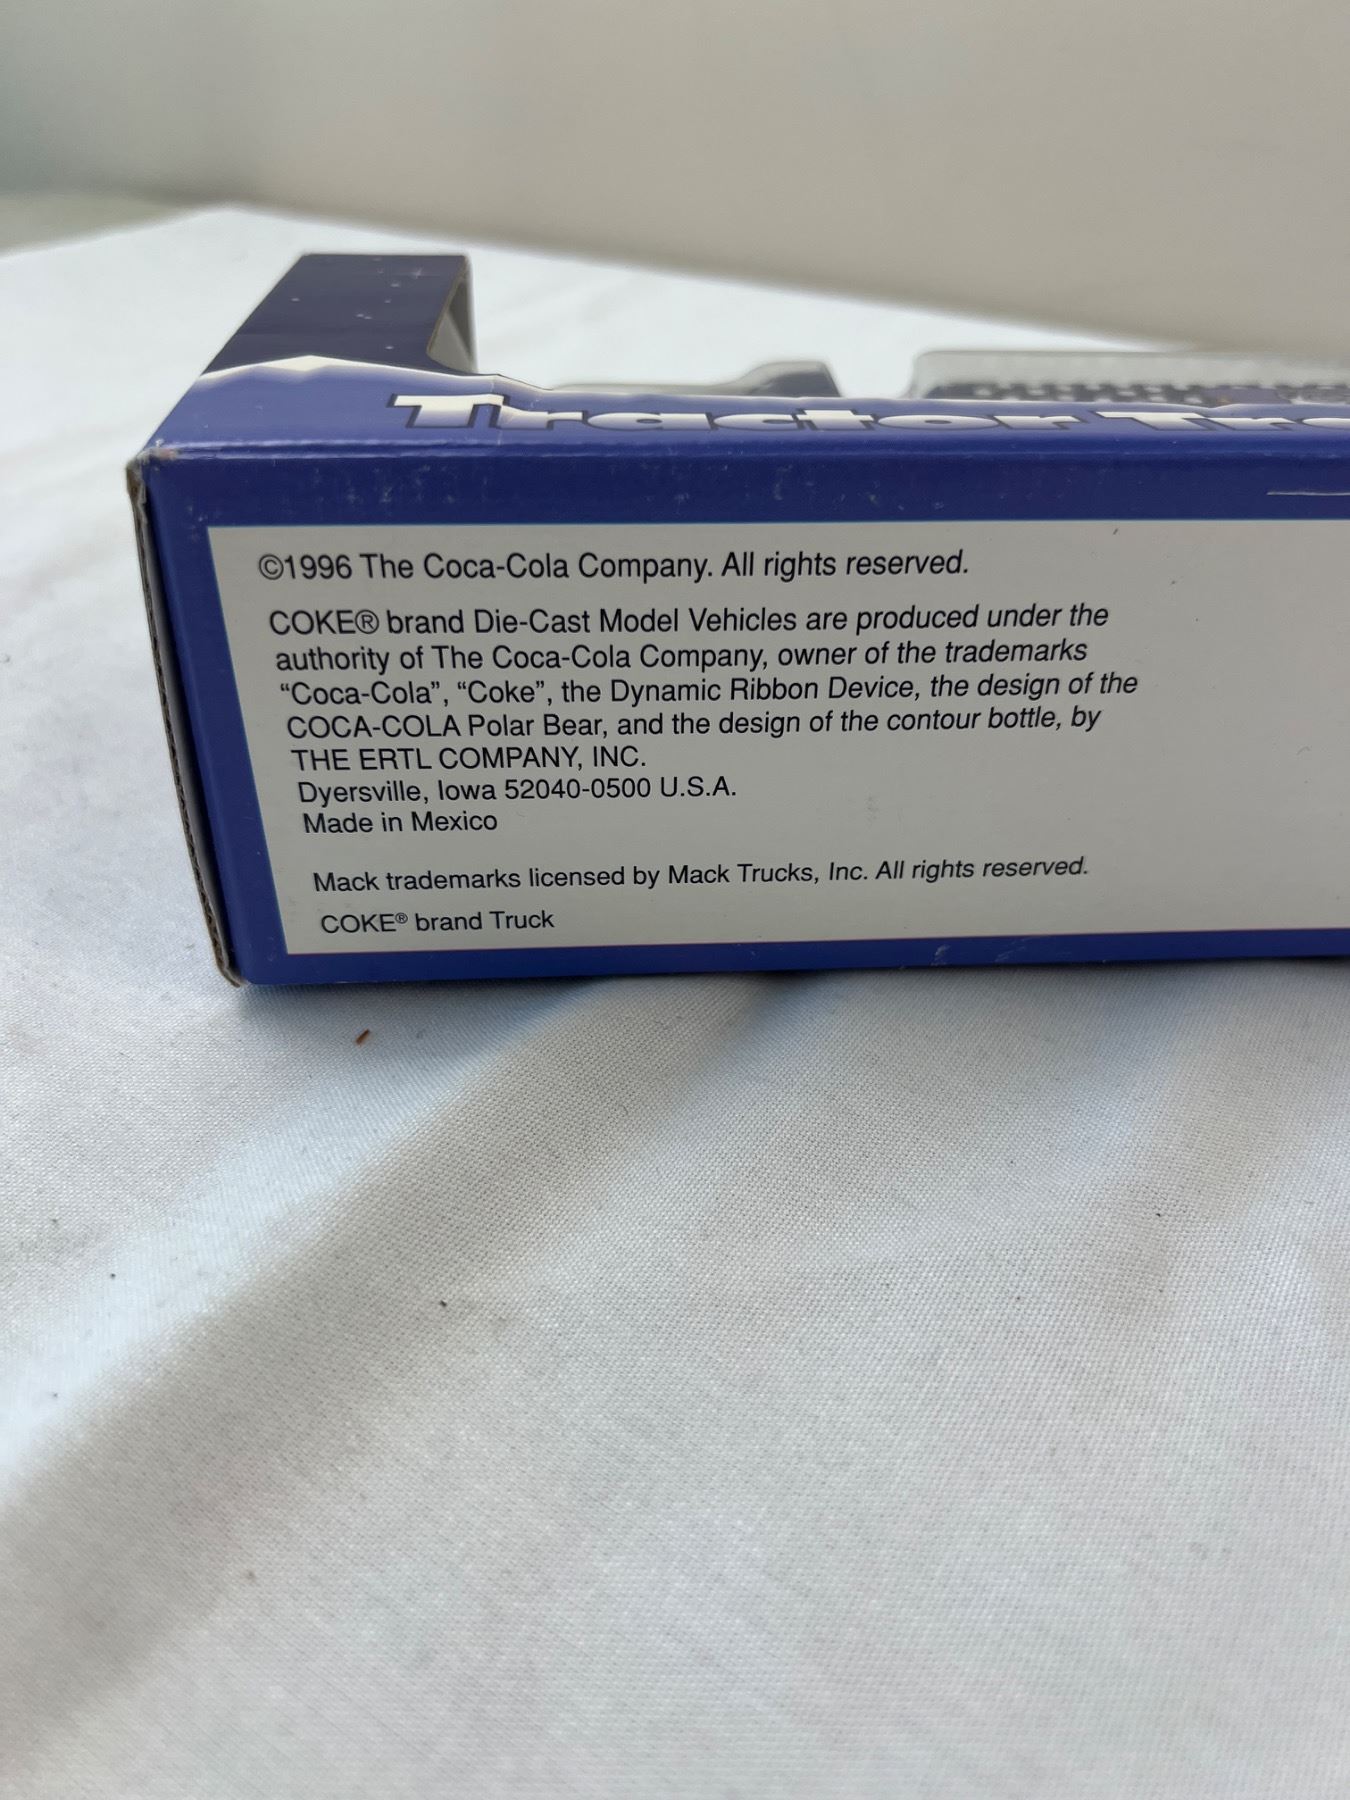 Tractor
©1996 The Coca-Cola Company. All rights reserved.
COKE® brand Die-Cast Model Vehicles are produced under the
authority of The Coca-Cola Company, owner of the trademarks
“Coca-Cola”, “Coke”, the Dynamic Ribbon Device, the design of the
COCA-COLA Polar Bear, and the design of the contour bottle, by
THE ERTL COMPANY, INC.
Dyersville, Iowa 52040-0500 U.S.A.
Made in Mexico
Mack trademarks licensed by Mack Trucks, Inc. All rights reserved.
COKE® brand Truck